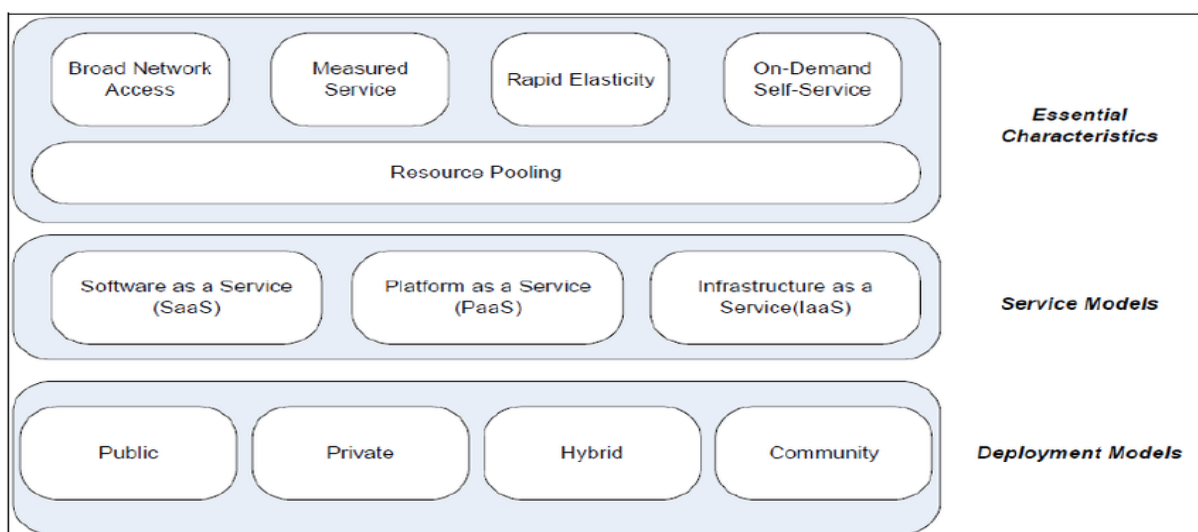 Broad Network
Access
Measured
Service
Rapid Elasticity
On-Demand
Self-Service
Resource Pooling
Essential
Characteristics
Software as a Service
(SaaS)
Platform as a Service
(PaaS)
Infrastructure as a
Service(IaaS)
Service Models
Public
Private
Hybrid
Community
Deployment Models